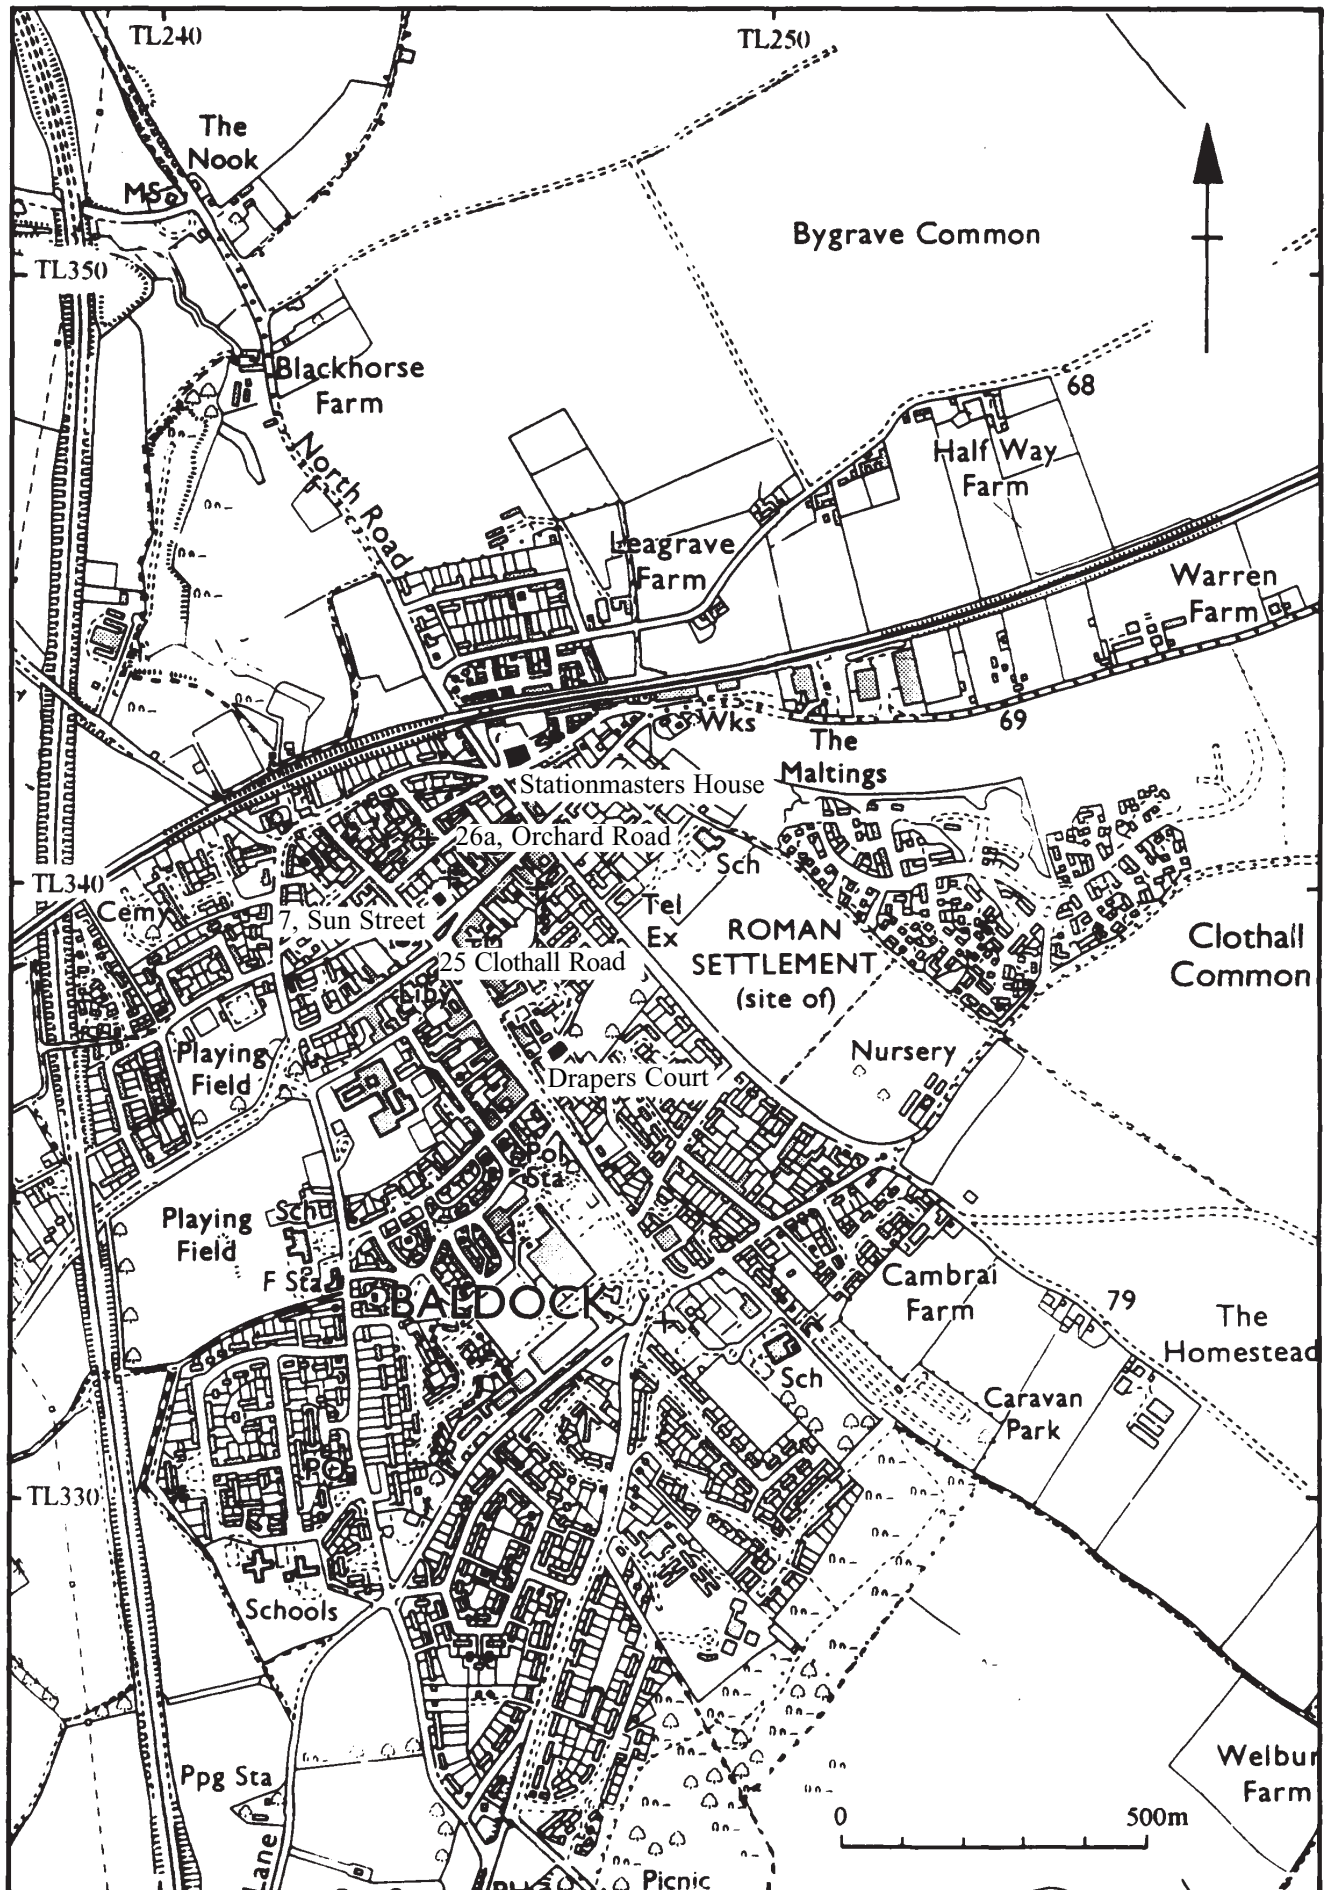 TL240
TL250
The
Nook
MS
Bygrave Common
TL350
Blackhorse
Farm
68
North Road
Half Way
Farm
Leagrave
Farm
Warren
Farm
Wks
69
The
Maltings
Stationmasters House
26a, Orchard Road
Sch
TL340
Cemy
Tel
Ex
7, Sun Street
ROMAN
SETTLEMENT
(site of)
Clothall
Common
25 Clothall Road
Liby
Playing
Field
Nursery
Drapers Court
Pol
Sta
Playing
Field
Sch
F Sta
Cambrai
Farm
BALDOCK
79
The
Homestead
Sch
Caravan
Park
TL330
Schools
Ppg Sta
Welbur
Farm
0 500m
Lane
Picnic